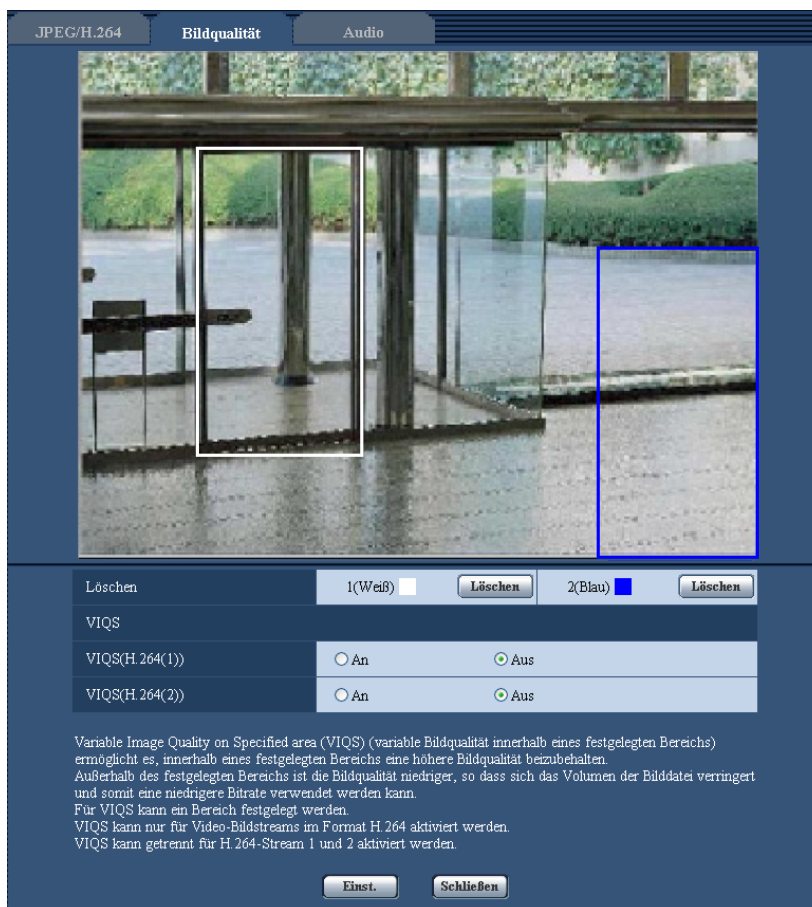 JPEG/H.264 Bildqualität Audio
Löschen 1(Weiß) Löschen 2(Blau) Löschen
VIQS
VIQS(H.264(1)) An Aus
VIQS(H.264(2)) An Aus
Variable Image Quality on Specified area (VIQS) (variable Bildqualität innerhalb eines festgelegten Bereichs)
ermöglicht es, innerhalb eines festgelegten Bereichs eine höhere Bildqualität beizubehalten.
Außerhalb des festgelegten Bereichs ist die Bildqualität niedriger, so dass sich das Volumen der Bilddatei verringert
und somit eine niedrigere Bitrate verwendet werden kann.
Für VIQS kann ein Bereich festgelegt werden.
VIQS kann nur für Video-Bildstreams im Format H.264 aktiviert werden.
VIQS kann getrennt für H.264-Stream 1 und 2 aktiviert werden.
Einst. Schließen